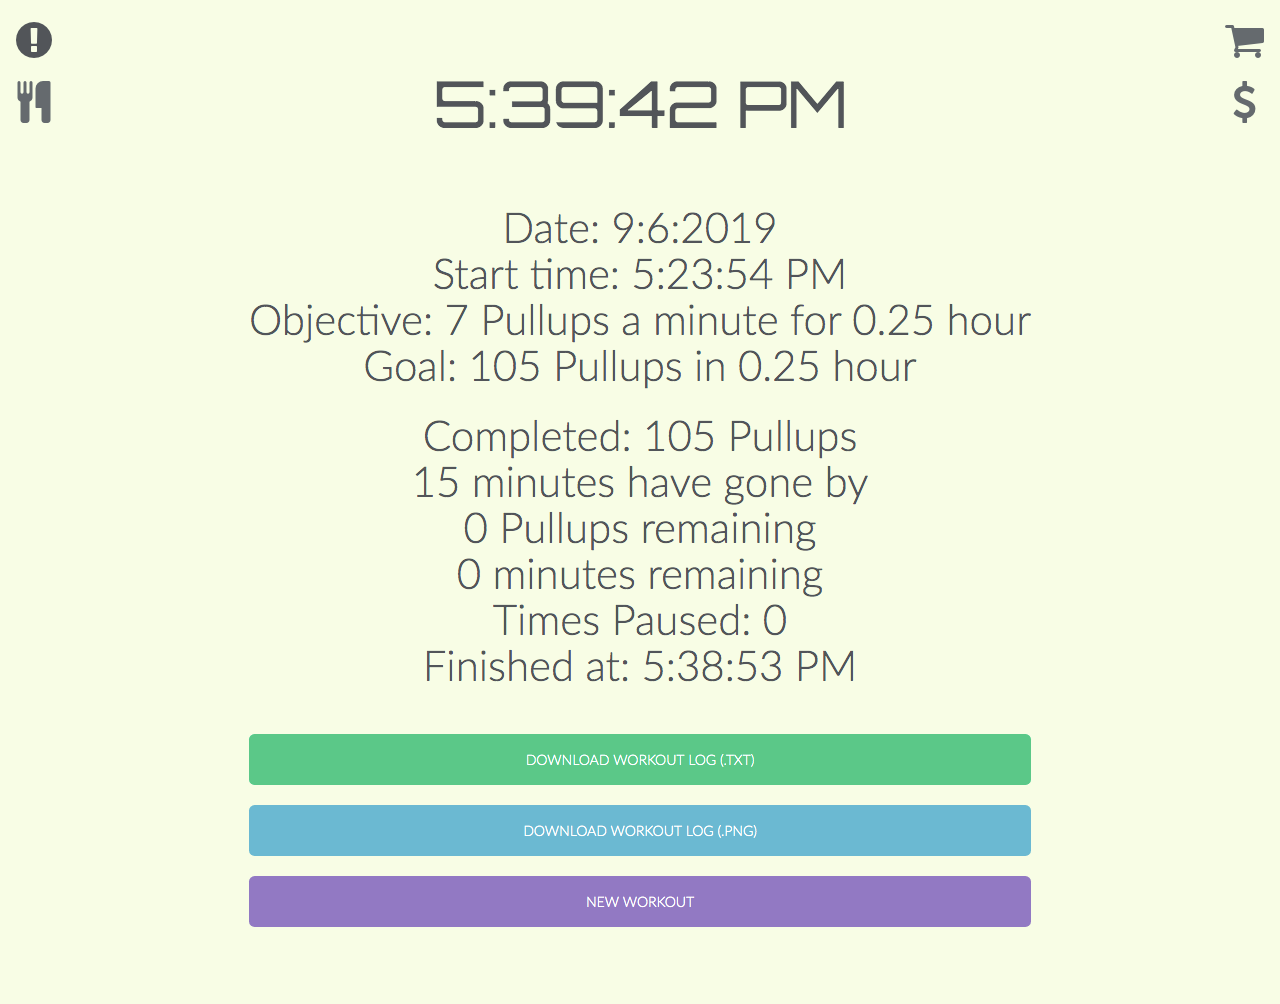 5:39:42 PM
Date: 9:6:2019
Start time: 5:23:54 PM
Objective: 7 Pullups a minute for 0.25 hour
Goal: 105 Pullups in 0.25 hour
Completed: 105 Pullups
15 minutes have gone by
0 Pullups remaining
0 minutes remaining
Times Paused: 0
Finished at: 5:38:53 PM
DOWNLOAD WORKOUT LOG (.TXT)
DOWNLOAD WORKOUT LOG (.PNG)
NEW WORKOUT